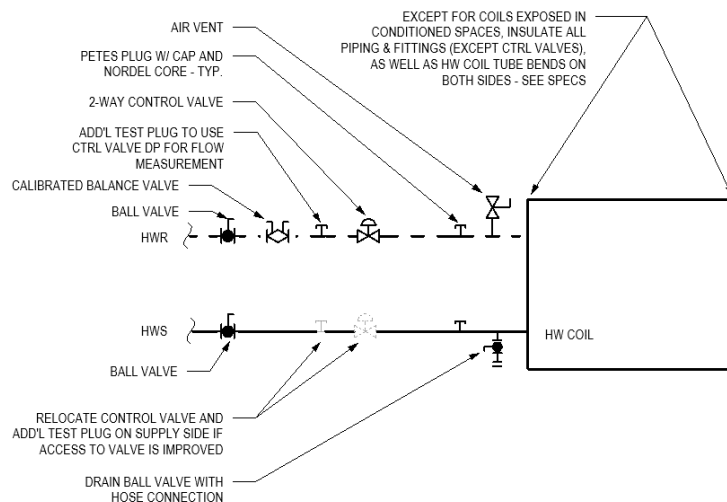 AIR VENT
PETES PLUG W/ CAP AND
NORDEL CORE - TYP.
2-WAY CONTROL VALVE
ADD'L TEST PLUG TO USE
CTRL VALVE DP FOR FLOW
MEASUREMENT
CALIBRATED BALANCE VALVE
BALL VALVE
HWR
EXCEPT FOR COILS EXPOSED IN
CONDITIONED SPACES, INSULATE ALL
PIPING & FITTINGS (EXCEPT CTRL VALVES),
AS WELL AS HW COIL TUBE BENDS ON
BOTH SIDES - SEE SPECS
HWS
HW COIL
BALL VALVE
RELOCATE CONTROL VALVE AND
ADD'L TEST PLUG ON SUPPLY SIDE IF
ACCESS TO VALVE IS IMPROVED
DRAIN BALL VALVE WITH
HOSE CONNECTION